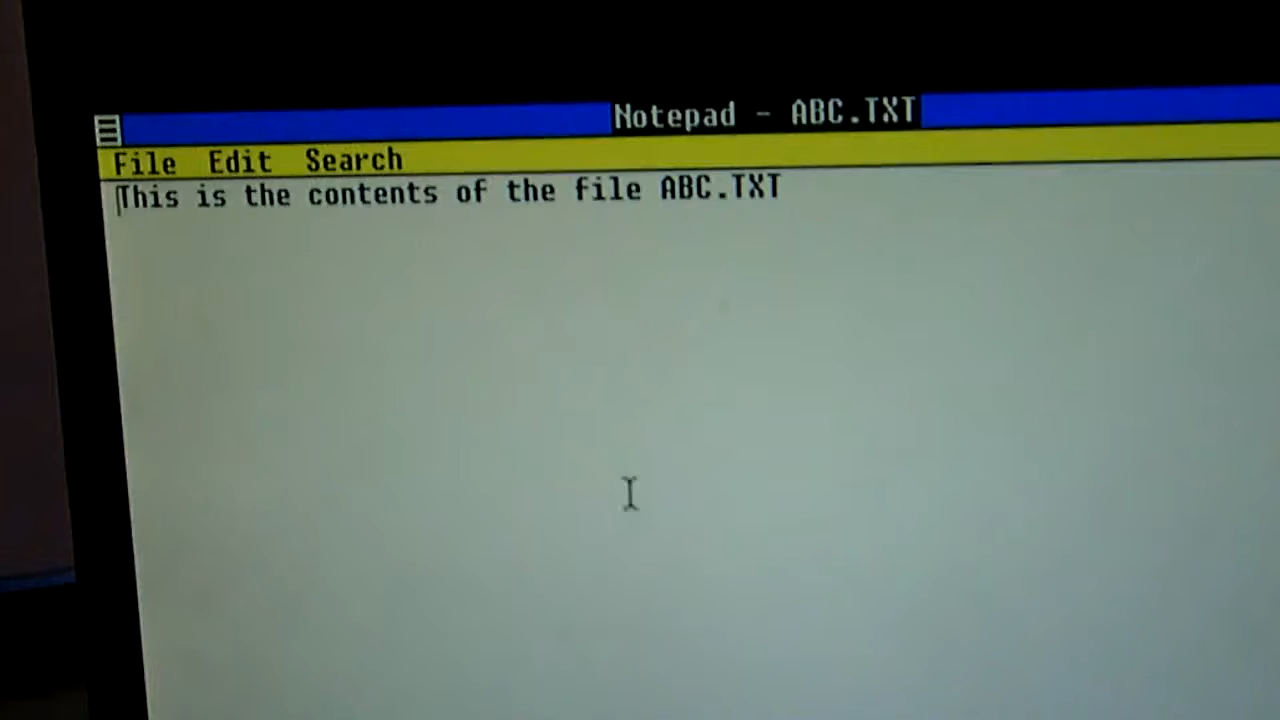 Notepad - ABC.TXT
File Edit Search
This is the contents of the file ABC.TXT